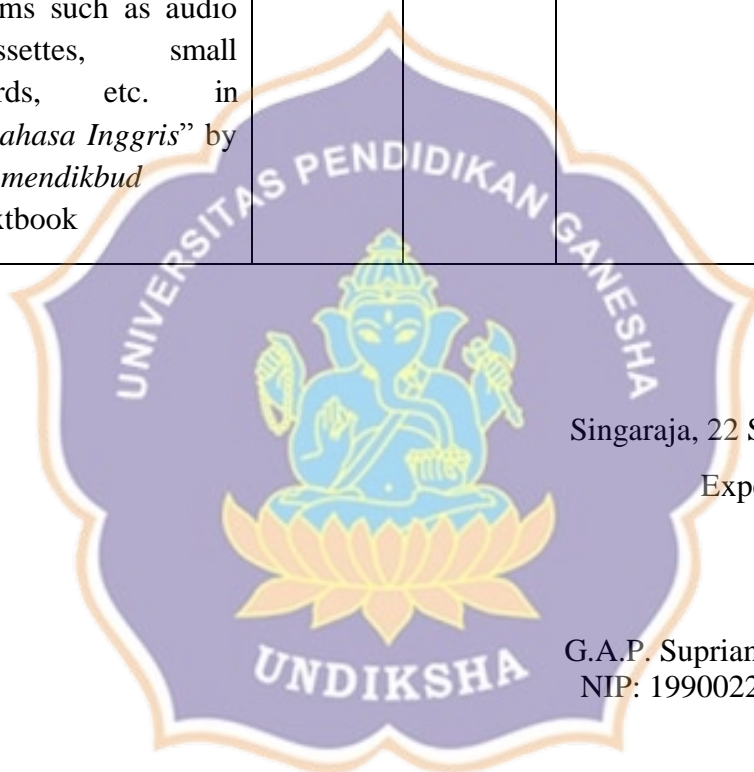 ms such as audio
ssettes, small
rds, etc. in
ahasa Inggris” by
mendikbud
xtbook
UNIVERSITAS PENDIDIKAN GANESHA
Singaraja, 22 S
Exp
G.A.P. Suprian
UNDIKSHA
NIP: 1990022